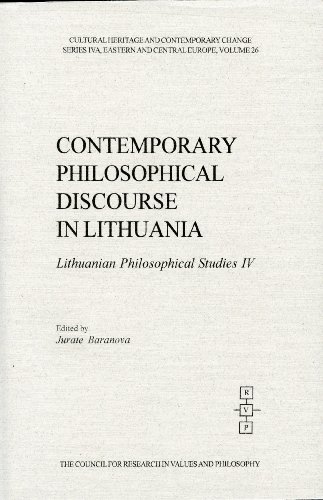 CULTURAL HERITAGE AND CONTEMPORARY CHANGE
SERIES IVA, EASTERN AND CENTRAL EUROPE, VOLUME 26
CONTEMPORARY
PHILOSOPHICAL
DISCOURSE
IN LITHUANIA
Lithuanian Philosophical Studies IV
Edited by
Jurate Baranova
R
V
P
THE COUNCIL FOR RESEARCH IN VALUES AND PHILOSOPHY